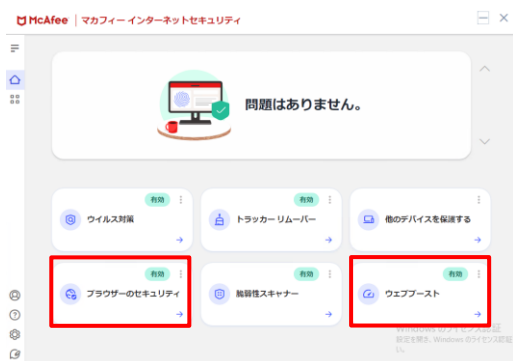 McAfee | マカフィー インターネットセキュリティ
問題はありません。
有効
ウイルス対策
有効
トラッカー リムーバー
他のデバイスを保護する
有効
ブラウザーのセキュリティ
有効
脆弱性スキャナー
有効
ウェブブースト
Windows のライセンス認証
設定を開き、Windows のライセンス認証
い。